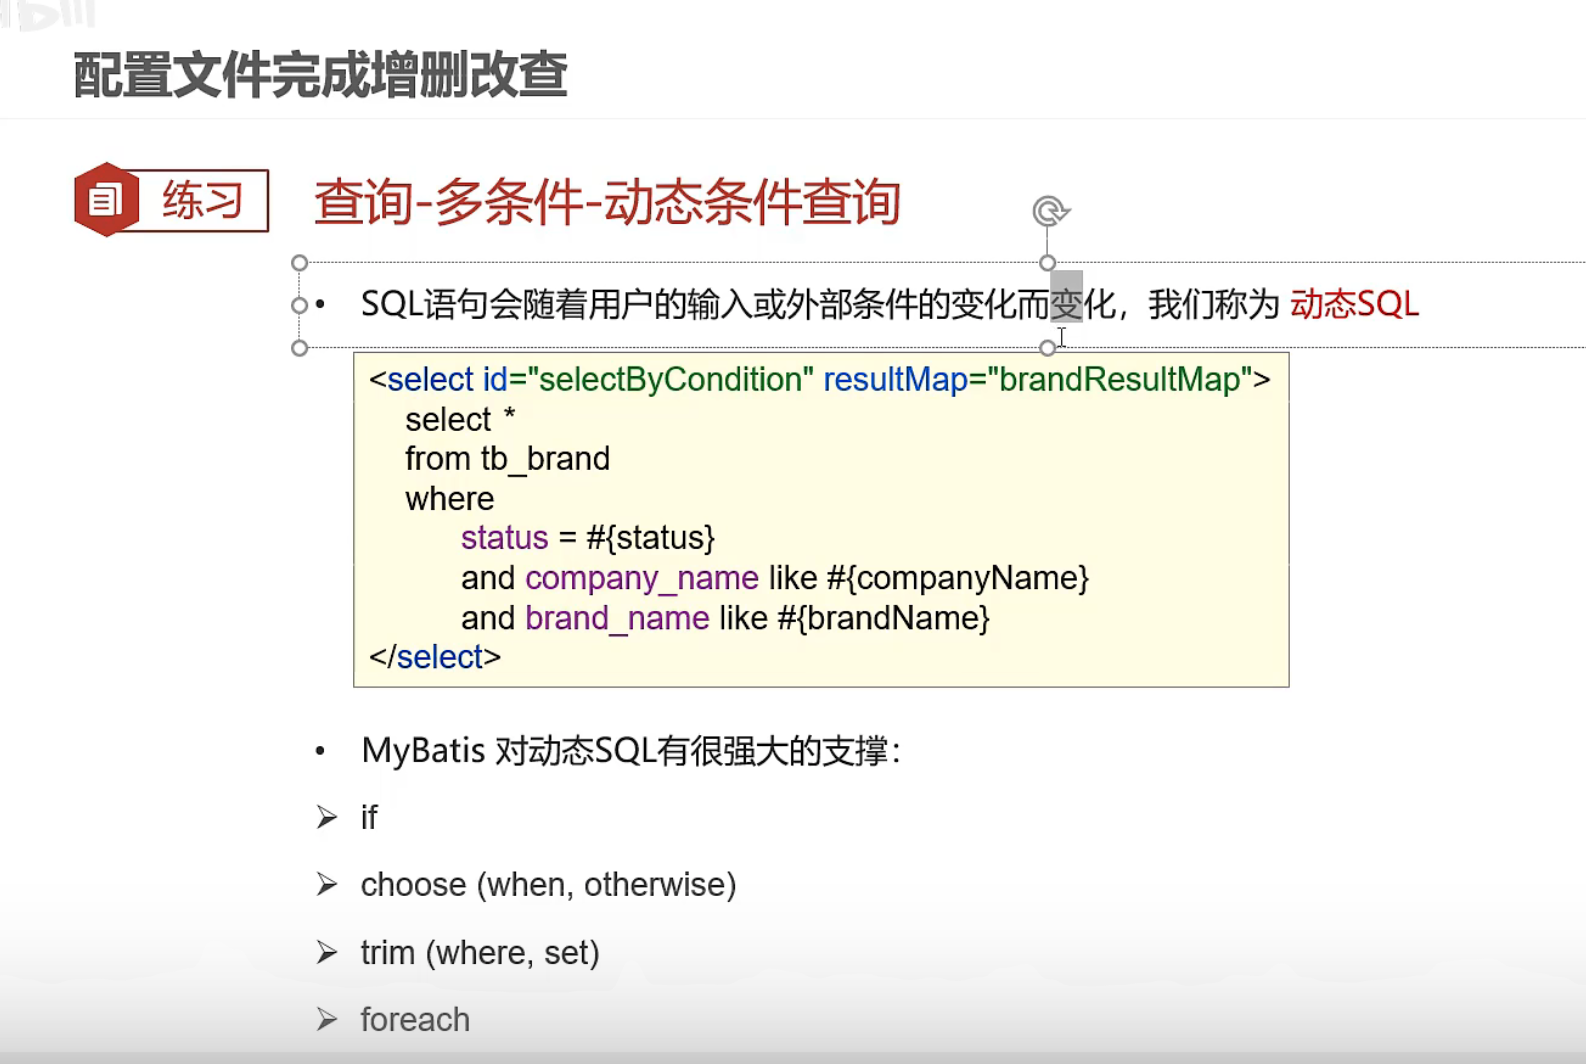 配置文件完成增删改查
练习
查询-多条件-动态条件查询
• SQL语句会随着用户的输入或外部条件的变化而变化，我们称为 动态SQL
<select id="selectByCondition" resultMap="brandResultMap">
select *
from tb_brand
where
status = #{status}
and company_name like #{companyName}
and brand_name like #{brandName}
</select>
• MyBatis 对动态SQL有很强大的支撑：
➢ if
➢ choose (when, otherwise)
➢ trim (where, set)
➢ foreach